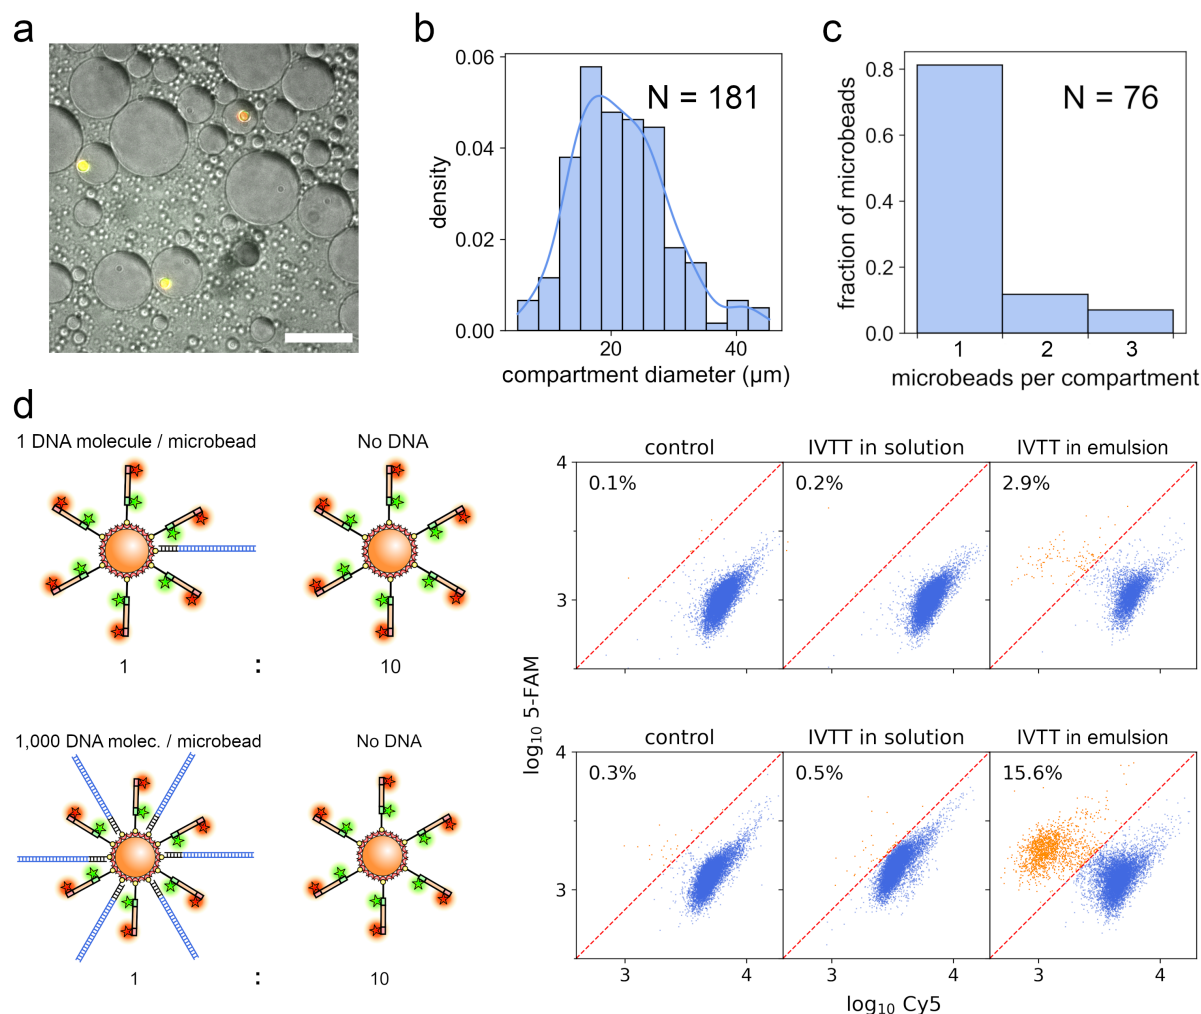 a
b
c
0.06
0.04
0.02
0.00
density
N = 181
20
40
compartment diameter (μm)
0.8
0.6
0.4
0.2
0.0
fraction of microbeads
N = 76
1
2
3
microbeads per compartment
d
1 DNA molecule / microbead
No DNA
1
:
10
1,000 DNA molec. / microbead
No DNA
1
:
10
control
IVTT in solution
IVTT in emulsion
4
0.1%
0.2%
2.9%
3
3
4
4
3
4
control
IVTT in solution
IVTT in emulsion
4
0.3%
0.5%
15.6%
3
3
4
4
3
4
log₁₀ 5-FAM
log₁₀ Cy5